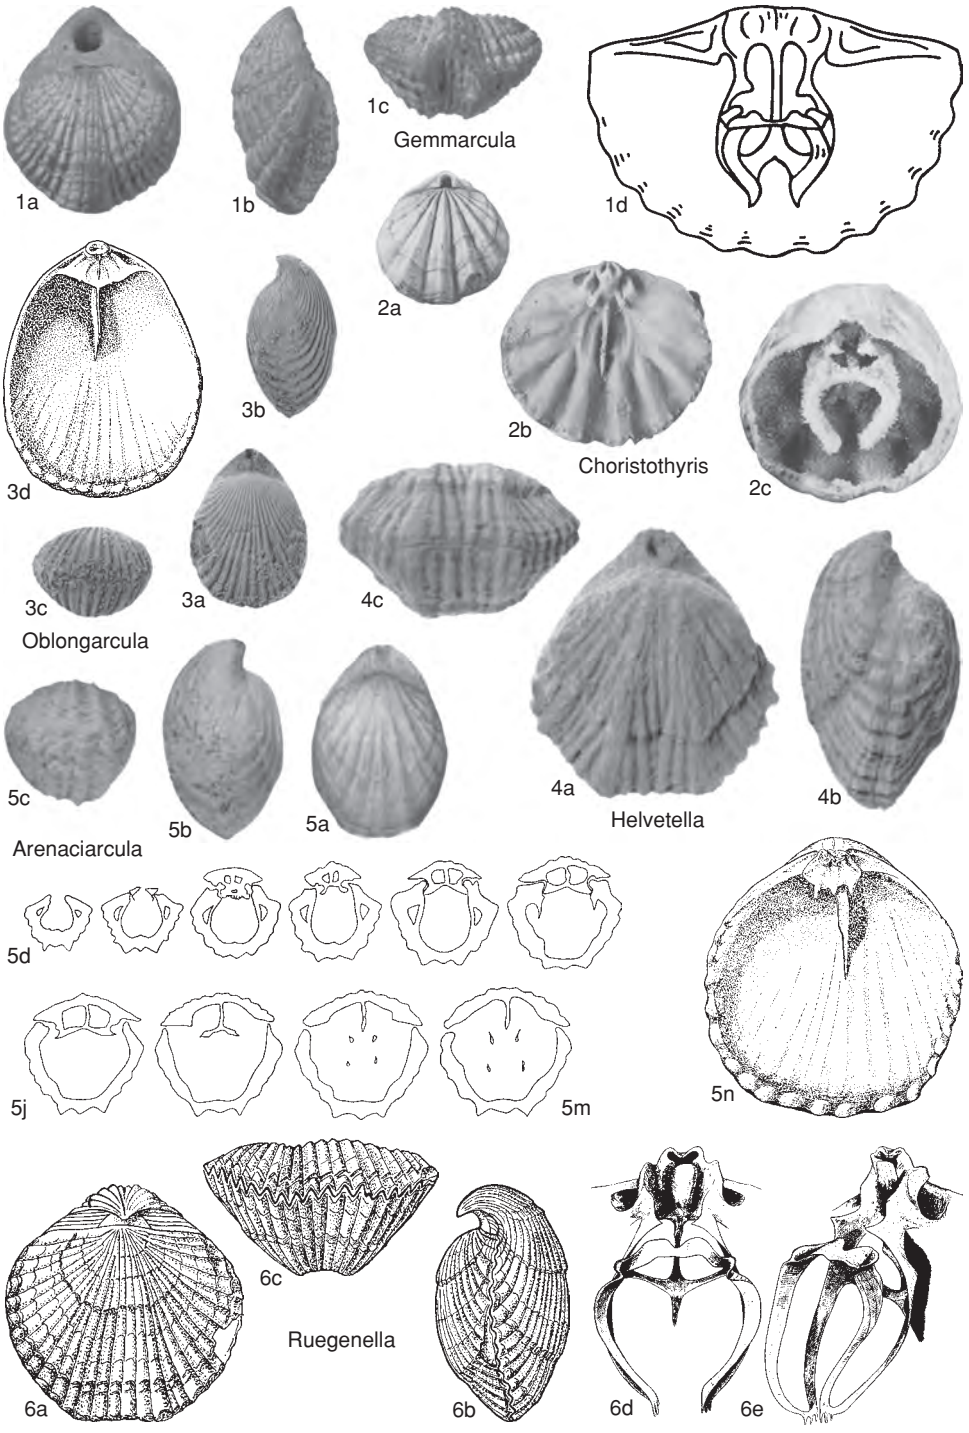 1a
1b
1c
Gemmarcula
1d
2a
2b
Choristothyris
2c
3d
3b
3a
3c
Oblongarcula
4c
4a
4b
Helvetella
5c
5b
5a
Arenaciarcula
5d
5j
5m
5n
6a
6c
Ruegenella
6b
6d
6e